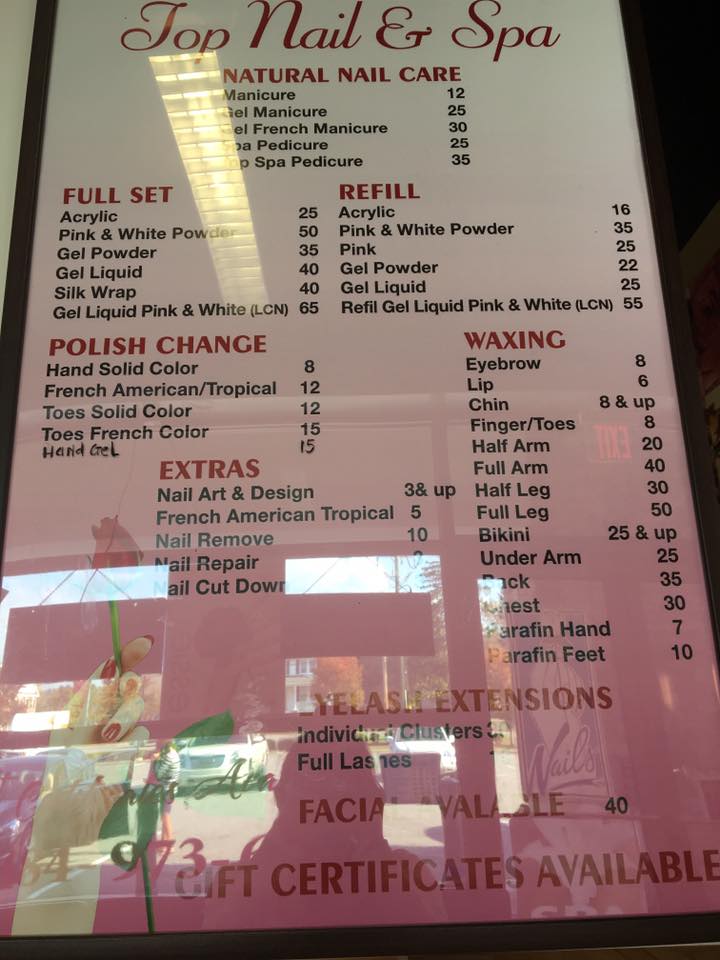 Top Nail & Spa
NATURAL NAIL CARE
Manicure 12
Gel Manicure 25
Gel French Manicure 30
Spa Pedicure 25
Top Spa Pedicure 35
FULL SET
Acrylic 25
Pink & White Powder 50
Gel Powder 35
Gel Liquid 40
Silk Wrap 40
Gel Liquid Pink & White (LCN) 65
REFILL
Acrylic 16
Pink & White Powder 35
Pink 25
Gel Powder 22
Gel Liquid 25
Refil Gel Liquid Pink & White (LCN) 55
POLISH CHANGE
Hand Solid Color 8
French American/Tropical 12
Toes Solid Color 12
Toes French Color 15
Hand Gel 15
EXTRAS
Nail Art & Design 3& up
French American Tropical 5
Nail Remove 10
Nail Repair
Nail Cut Down
WAXING
Eyebrow 8
Lip 6
Chin 8 & up
Finger/Toes 8
Half Arm 20
Full Arm 40
Half Leg 30
Full Leg 50
Bikini 25 & up
Under Arm 25
Back 35
Chest 30
Parafin Hand 7
Parafin Feet 10
EYELASH EXTENSIONS
Individual Clusters
Full Lashes
FACIAL AVALABLE 40
973-
GIFT CERTIFICATES AVAILABLE
EXIT
Nails